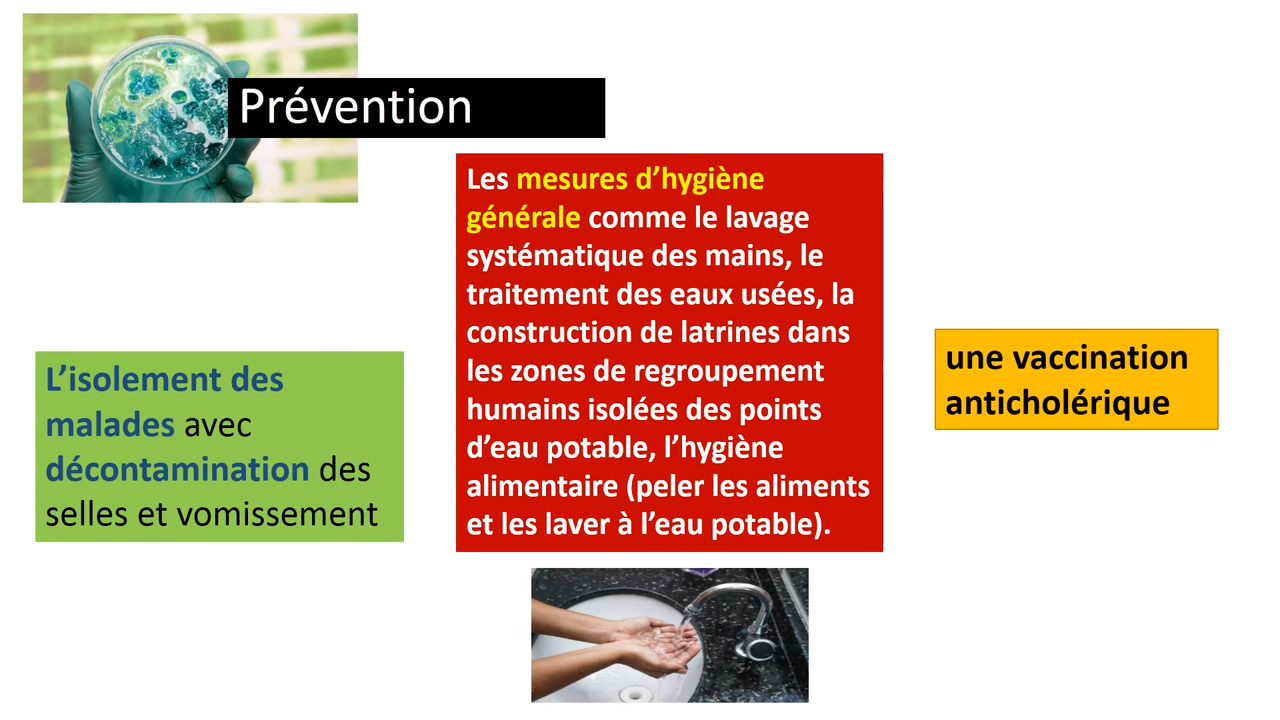 Prévention
Les mesures d’hygiène
générale comme le lavage
systématique des mains, le
traitement des eaux usées, la
construction de latrines dans
les zones de regroupement
humains isolées des points
d’eau potable, l’hygiène
alimentaire (peler les aliments
et les laver à l’eau potable).
L’isolement des
malades avec
décontamination des
selles et vomissement
une vaccination
anticholérique